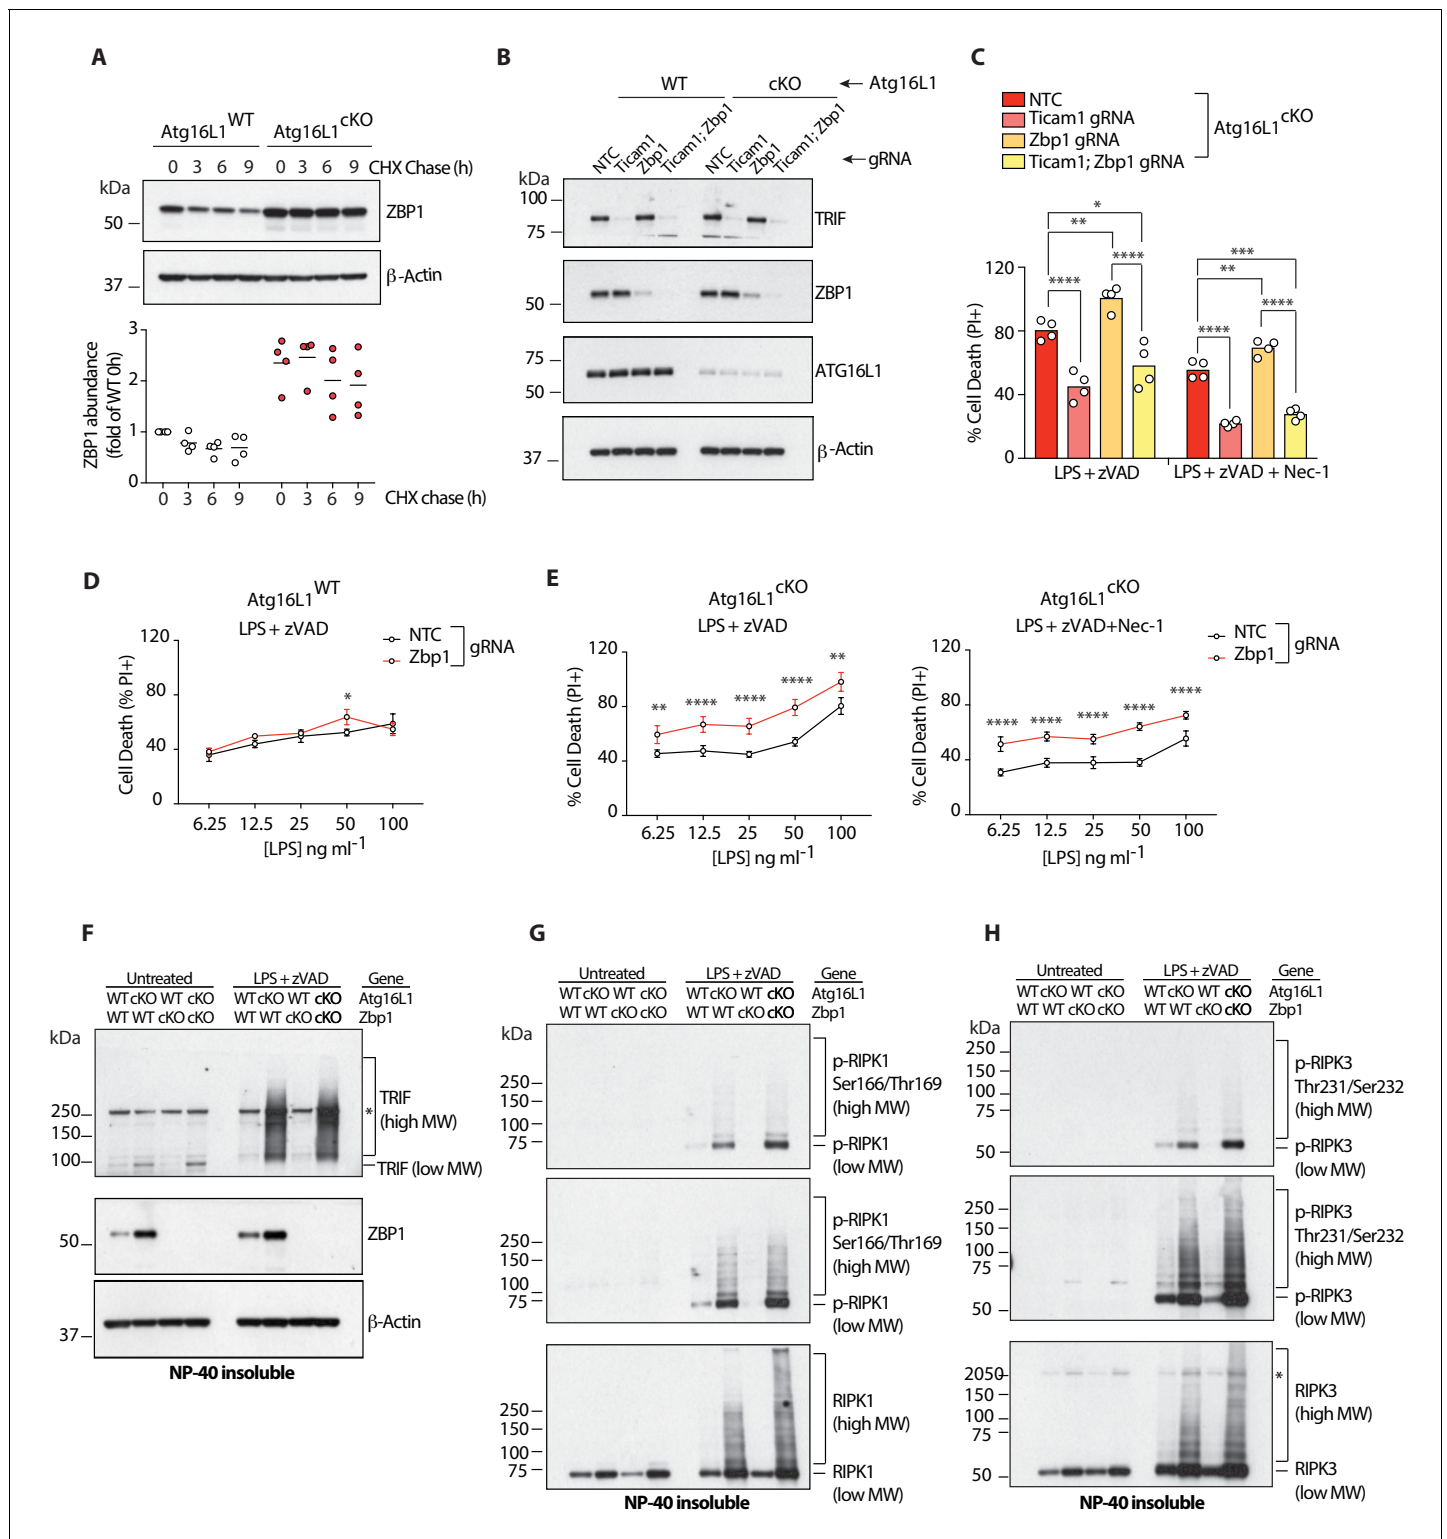 A
Atg16L1WT Atg16L1cKO
0 3 6 9 0 3 6 9 CHX Chase (h)
kDa
50
ZBP1
37
β-Actin
ZBP1 abundance
(fold of WT 0h)
3
2
1
0
0 3 6 9 0 3 6 9 CHX chase (h)
B
WT cKO ← Atg16L1
NTC Ticam1 Zbp1 Ticam1; Zbp1 NTC Ticam1 Zbp1 Ticam1; Zbp1 ← gRNA
kDa
100
75
TRIF
50
ZBP1
75
50
ATG16L1
37
β-Actin
C
NTC
Ticam1 gRNA
Zbp1 gRNA
Ticam1; Zbp1 gRNA
Atg16L1cKO
% Cell Death (PI+)
120
80
40
0
*
**
**** ****
***
**
****
****
LPS + zVAD LPS + zVAD + Nec-1
D
Atg16L1WT
LPS + zVAD
NTC
Zbp1
gRNA
Cell Death (% PI+)
120
80
40
0
*
6.25 12.5 25 50 100
[LPS] ng ml-1
E
Atg16L1cKO
LPS + zVAD
% Cell Death (PI+)
120
80
40
0
** **** **** **** **
6.25 12.5 25 50 100
[LPS] ng ml-1
Atg16L1cKO
LPS + zVAD+Nec-1
NTC
Zbp1
gRNA
% Cell Death (PI+)
120
80
40
0
**** **** **** **** ****
6.25 12.5 25 50 100
[LPS] ng ml-1
F
Untreated LPS + zVAD Gene
WT cKO WT cKO WT cKO WT cKO Atg16L1
WT WT cKO cKO WT WT cKO cKO Zbp1
kDa
250
150
100
*
TRIF
(high MW)
TRIF (low MW)
50
ZBP1
37
β-Actin
NP-40 insoluble
G
Untreated LPS + zVAD Gene
WT cKO WT cKO WT cKO WT cKO Atg16L1
WT WT cKO cKO WT WT cKO cKO Zbp1
kDa
250
150
100
75
p-RIPK1
Ser166/Thr169
(high MW)
p-RIPK1
(low MW)
250
150
100
75
p-RIPK1
Ser166/Thr169
(high MW)
p-RIPK1
(low MW)
250
150
100
75
RIPK1
(high MW)
RIPK1
(low MW)
NP-40 insoluble
H
Untreated LPS + zVAD Gene
WT cKO WT cKO WT cKO WT cKO Atg16L1
WT WT cKO cKO WT WT cKO cKO Zbp1
kDa
250
150
100
75
50
p-RIPK3
Thr231/Ser232
(high MW)
p-RIPK3
(low MW)
250
150
100
75
50
p-RIPK3
Thr231/Ser232
(high MW)
p-RIPK3
(low MW)
2050
150
100
75
50
*
RIPK3
(high MW)
RIPK3
(low MW)
NP-40 insoluble